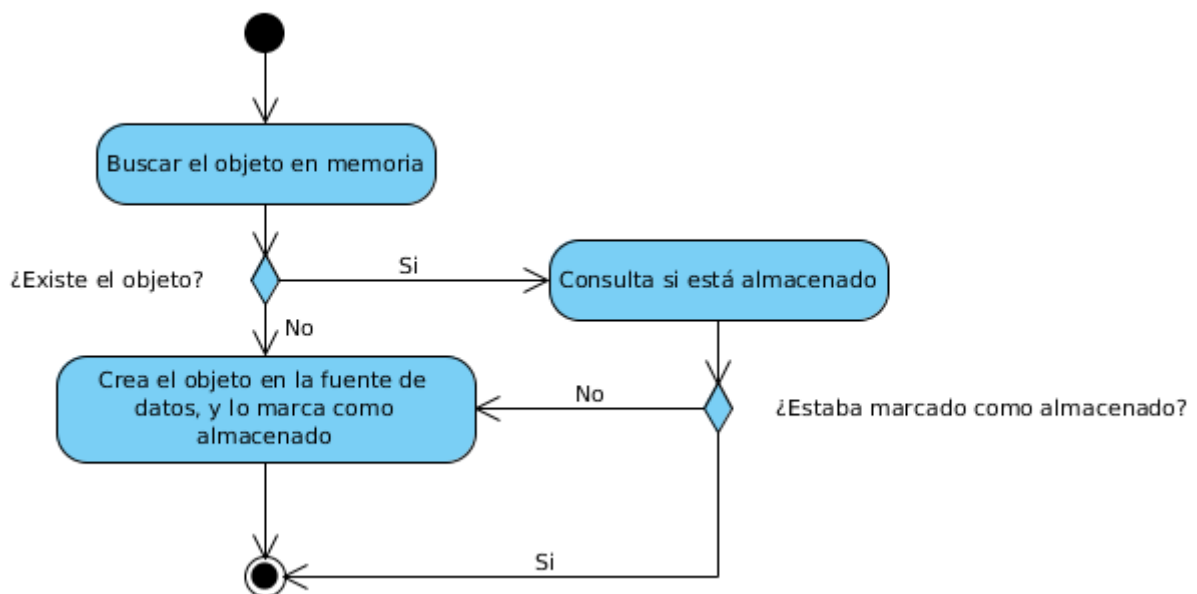 Buscar el objeto en memoria
¿Existe el objeto?
Si
Consulta si está almacenado
No
Crea el objeto en la fuente de
datos, y lo marca como
almacenado
No
¿Estaba marcado como almacenado?
Si